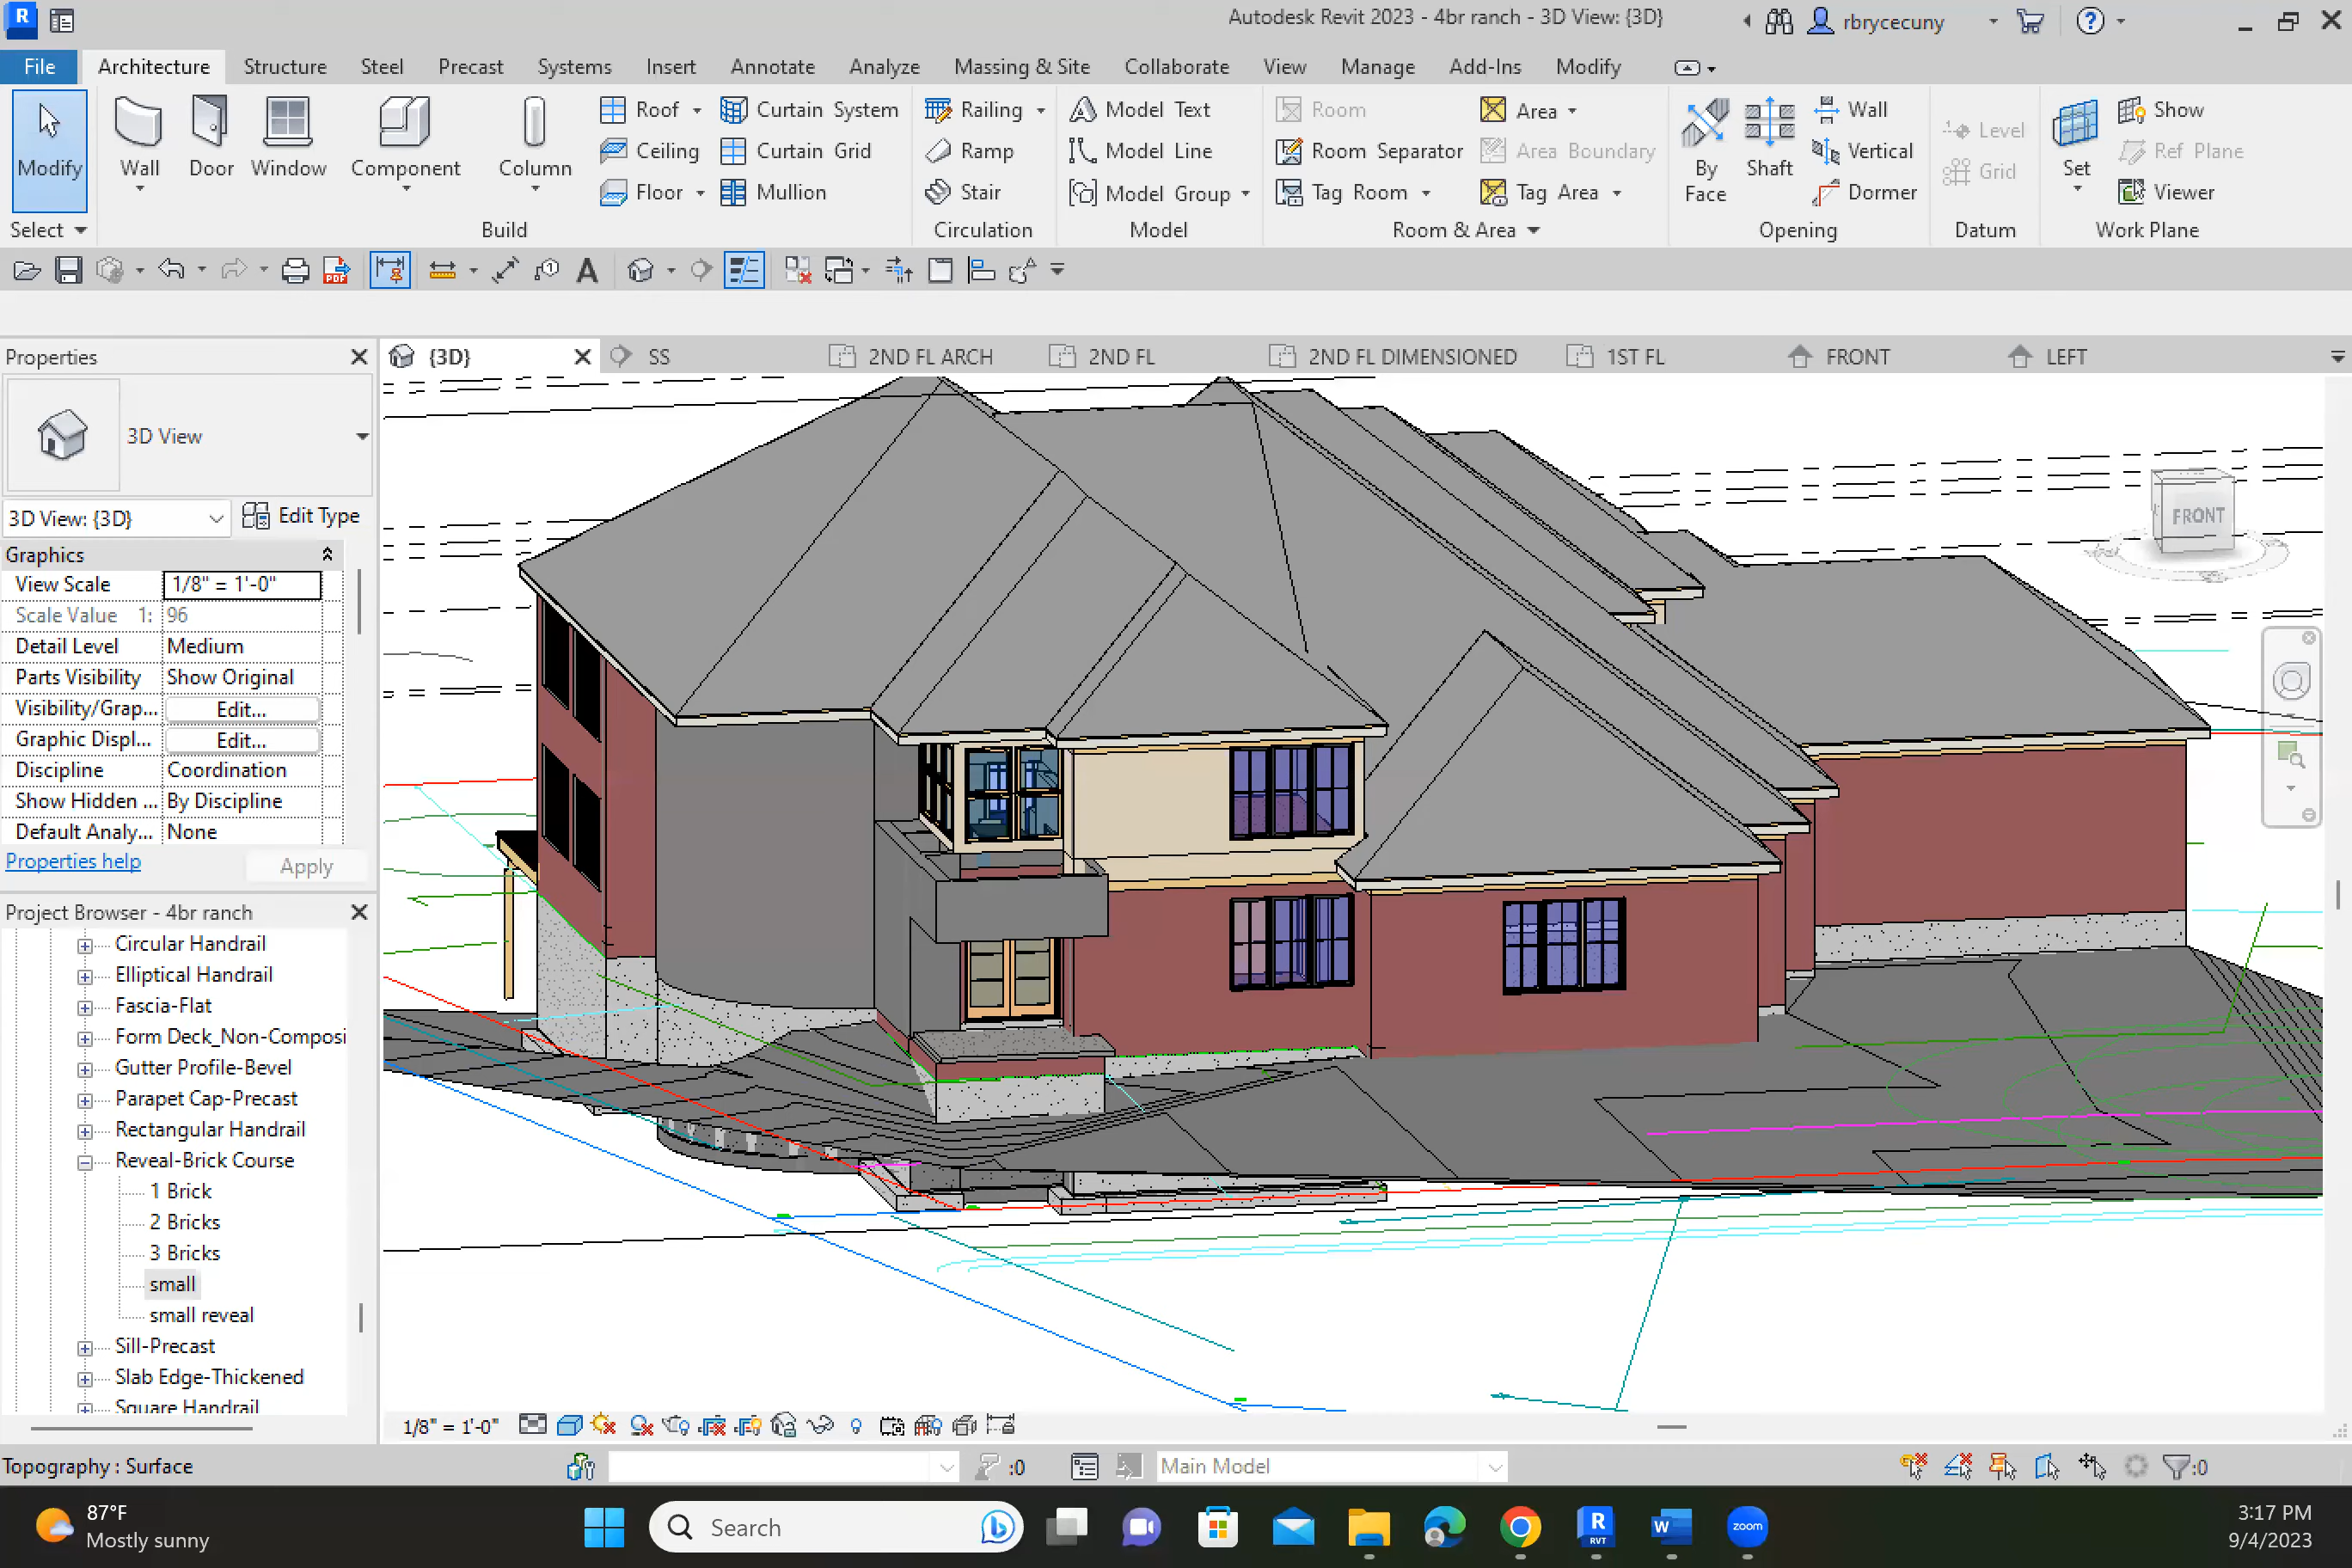 R
Autodesk Revit 2023 - 4br ranch - 3D View: {3D}
rbrycecuny
File Architecture Structure Steel Precast Systems Insert Annotate Analyze Massing & Site Collaborate View Manage Add-Ins Modify
Modify
Wall
Door
Window
Component
Column
Roof
Ceiling
Floor
Curtain System
Curtain Grid
Mullion
Railing
Ramp
Stair
Model Text
Model Line
Model Group
Room
Room Separator
Tag Room
Area
Area Boundary
Tag Area
By Face
Shaft
Wall
Vertical
Dormer
Level
Grid
Set
Show
Ref Plane
Viewer
Select Build Circulation Model Room & Area Opening Datum Work Plane
PDF
A
Properties
{3D} SS 2ND FL ARCH 2ND FL 2ND FL DIMENSIONED 1ST FL FRONT LEFT
3D View
3D View: {3D} Edit Type
Graphics
View Scale 1/8" = 1'-0"
Scale Value 1: 96
Detail Level Medium
Parts Visibility Show Original
Visibility/Grap... Edit...
Graphic Displ... Edit...
Discipline Coordination
Show Hidden ... By Discipline
Default Analy... None
Properties help Apply
FRONT
Project Browser - 4br ranch
Circular Handrail
Elliptical Handrail
Fascia-Flat
Form Deck_Non-Composi
Gutter Profile-Bevel
Parapet Cap-Precast
Rectangular Handrail
Reveal-Brick Course
1 Brick
2 Bricks
3 Bricks
small
small reveal
Sill-Precast
Slab Edge-Thickened
Square Handrail
1/8" = 1'-0"
Topography : Surface :0 Main Model :0
87°F
Mostly sunny
Search
R
RVT
W
zoom
3:17 PM
9/4/2023